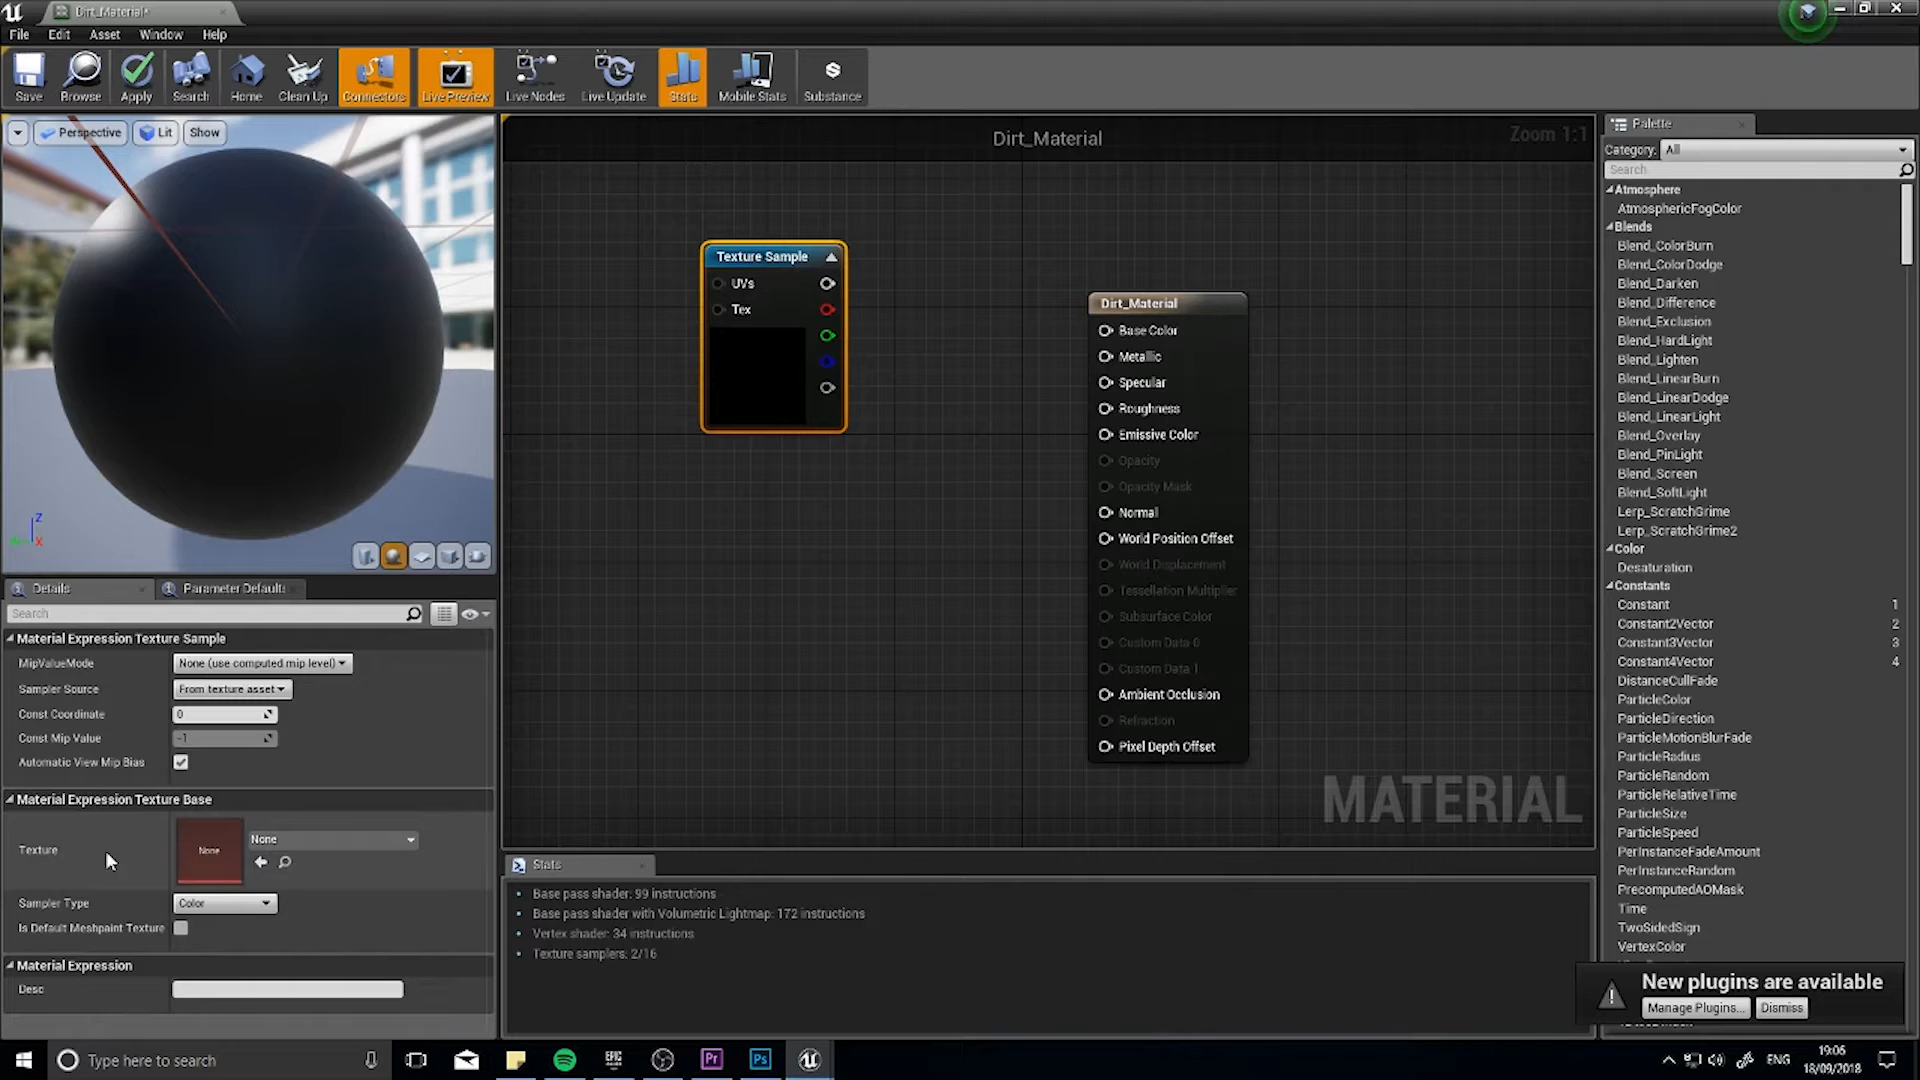 Dirt_Material*
File Edit Asset Window Help
Save Browse Apply Search Home Clean Up Connectors Live Preview Live Nodes Live Update Stats Mobile Stats Substance
Perspective Lit Show
Z
X
Details Parameter Defaults
Search
Material Expression Texture Sample
MipValueMode None (use computed mip level)
Sampler Source From texture asset
Const Coordinate 0
Const Mip Value -1
Automatic View Mip Bias
Material Expression Texture Base
Texture None None
Sampler Type Color
Is Default Meshpaint Texture
Material Expression
Desc
Dirt_Material Zoom 1:1
Texture Sample
UVs
Tex
Dirt_Material
Base Color
Metallic
Specular
Roughness
Emissive Color
Opacity
Opacity Mask
Normal
World Position Offset
World Displacement
Tessellation Multiplier
Subsurface Color
Custom Data 0
Custom Data 1
Ambient Occlusion
Refraction
Pixel Depth Offset
MATERIAL
Stats
Base pass shader: 99 instructions
Base pass shader with Volumetric Lightmap: 172 instructions
Vertex shader: 34 instructions
Texture samplers: 2/16
Palette
Category: All
Search
Atmosphere
AtmosphericFogColor
Blends
Blend_ColorBurn
Blend_ColorDodge
Blend_Darken
Blend_Difference
Blend_Exclusion
Blend_HardLight
Blend_Lighten
Blend_LinearBurn
Blend_LinearDodge
Blend_LinearLight
Blend_Overlay
Blend_PinLight
Blend_Screen
Blend_SoftLight
Lerp_ScratchGrime
Lerp_ScratchGrime2
Color
Desaturation
Constants
Constant 1
Constant2Vector 2
Constant3Vector 3
Constant4Vector 4
DistanceCullFade
ParticleColor
ParticleDirection
ParticleMotionBlurFade
ParticleRadius
ParticleRandom
ParticleRelativeTime
ParticleSize
ParticleSpeed
PerInstanceFadeAmount
PerInstanceRandom
PrecomputedAOMask
Time
TwoSidedSign
VertexColor
New plugins are available
Manage Plugins... Dismiss
Type here to search
EPIC
Pr
Ps
ENG
19:06
18/09/2018